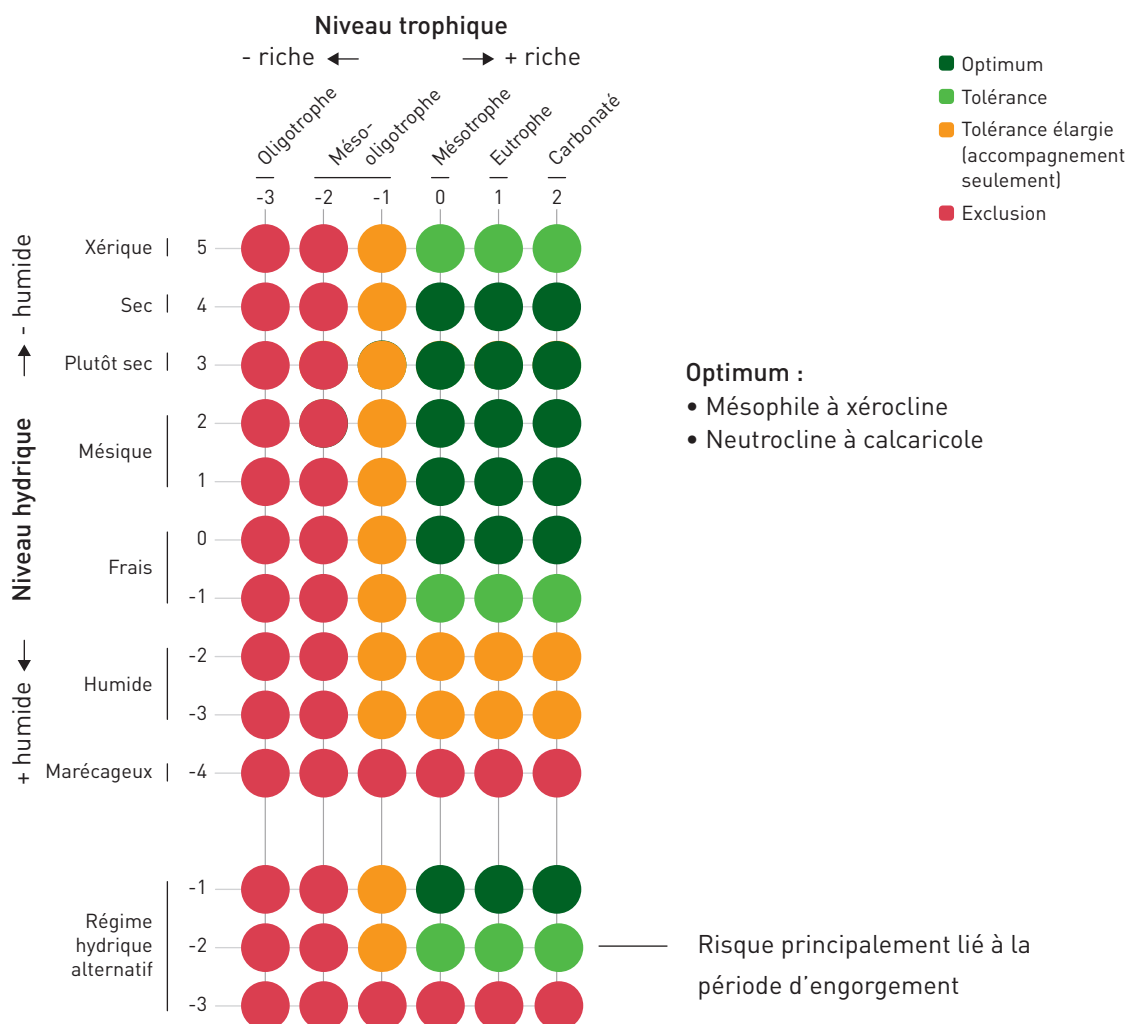 Niveau trophique
- riche ← → + riche
Oligotrophe
Méso-
oligotrophe
Mésotrophe
Eutrophe
Carbonaté
-3 -2 -1 0 1 2
Optimum
Tolérance
Tolérance élargie
(accompagnement
seulement)
Exclusion
Niveau hydrique
→ - humide
+ humide ←
Xérique 5
Sec 4
Plutôt sec 3
Mésique
2
1
Frais
0
-1
Humide
-2
-3
Marécageux -4
Régime
hydrique
alternatif
-1
-2
-3
Optimum :
• Mésophile à xérocline
• Neutrocline à calcaricole
Risque principalement lié à la
période d’engorgement